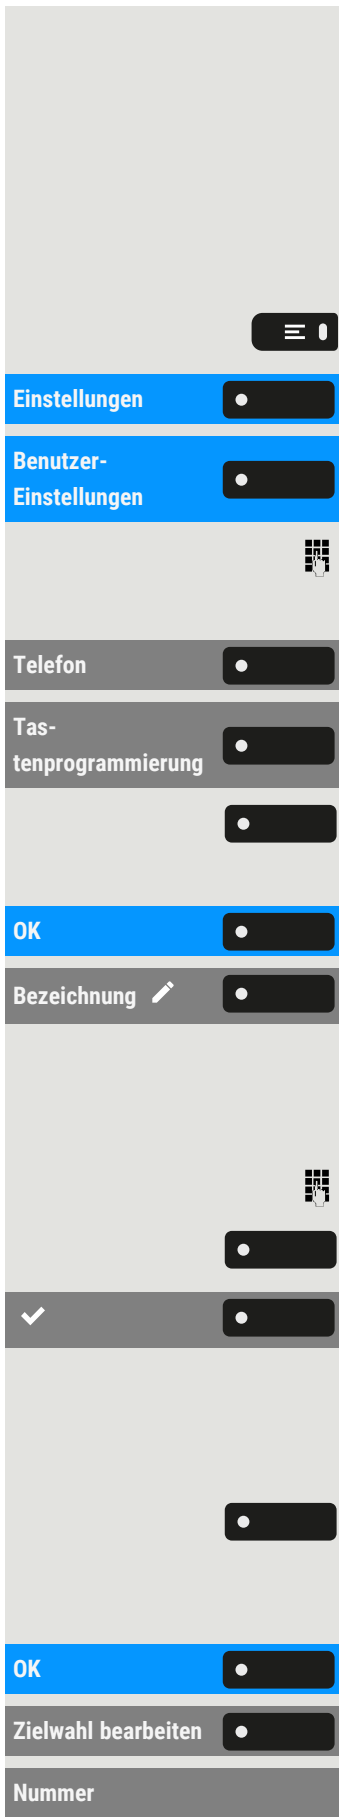 Einstellungen
Benutzer-
Einstellungen
Telefon
Tas-
tenprogrammierung
OK
Bezeichnung
OK
Zielwahl bearbeiten
Nummer